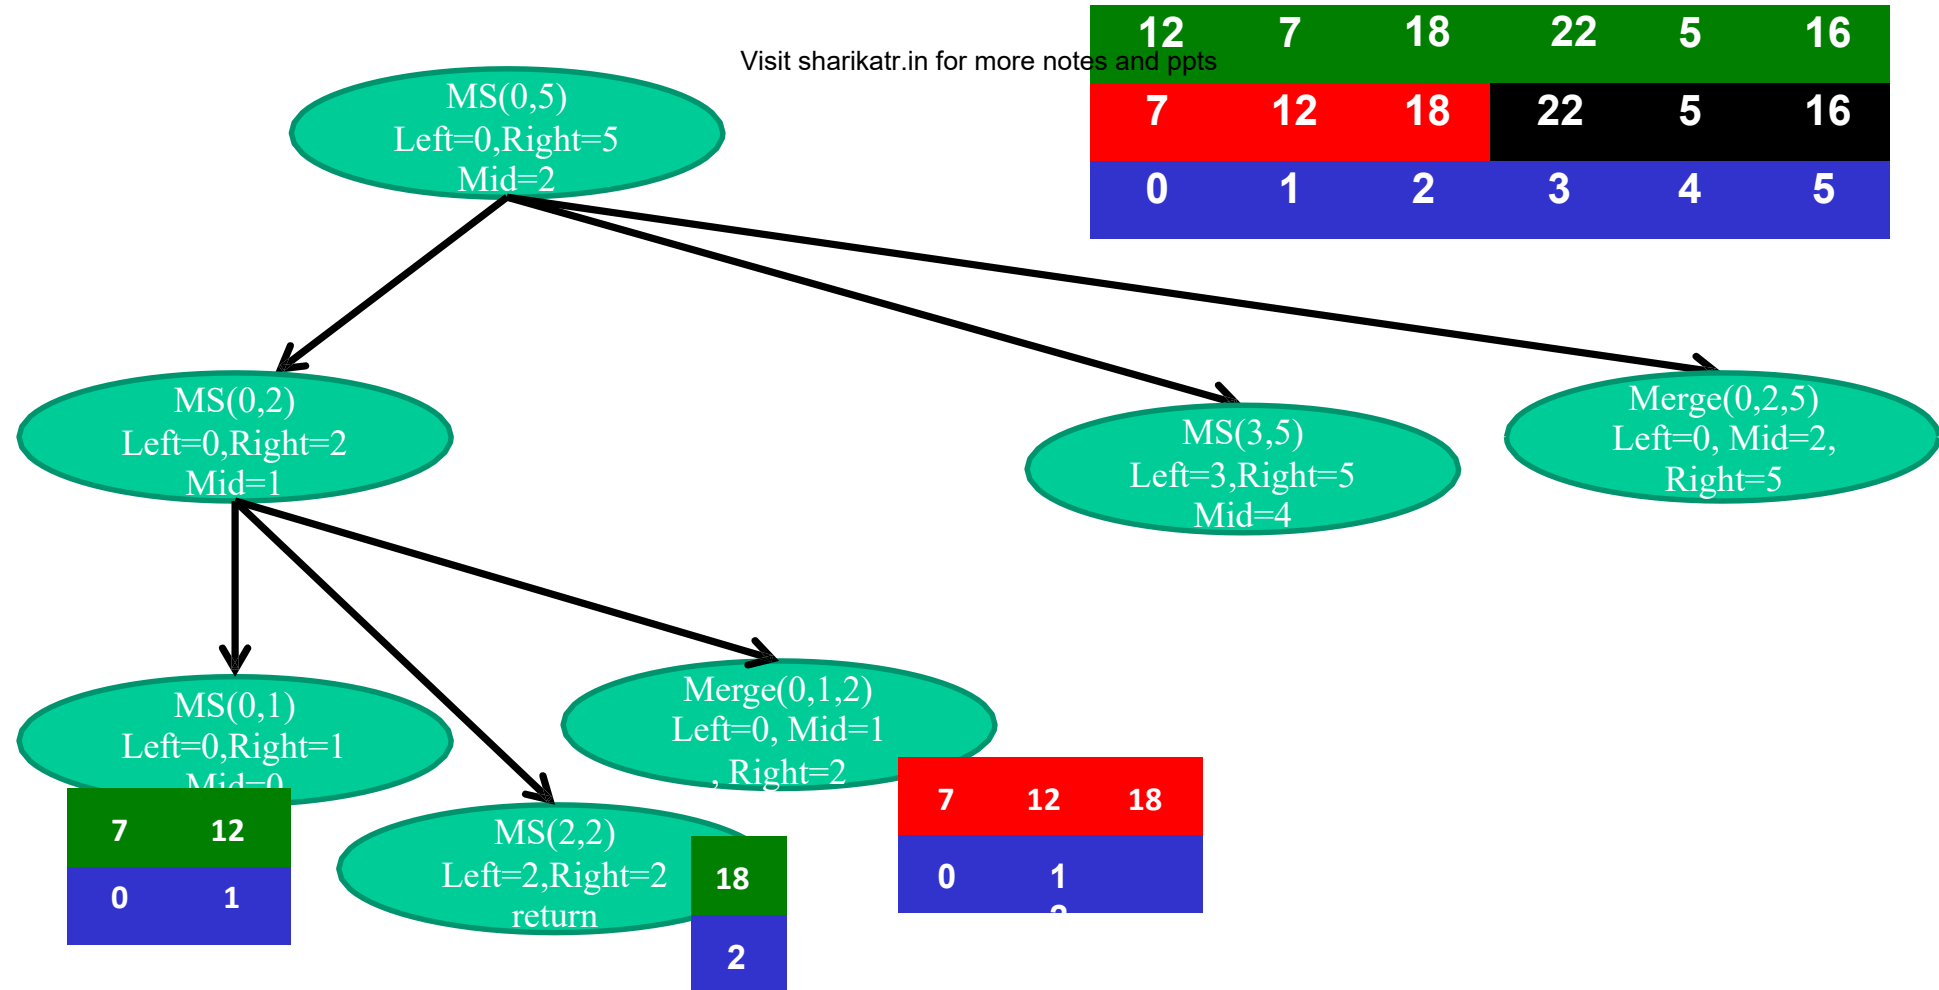 Visit sharikatr.in for more notes and ppts
12 7 18 22 5 16
7 12 18 22 5 16
0 1 2 3 4 5
MS(0,5)
Left=0,Right=5
Mid=2
MS(0,2)
Left=0,Right=2
Mid=1
MS(3,5)
Left=3,Right=5
Mid=4
Merge(0,2,5)
Left=0, Mid=2,
Right=5
MS(0,1)
Left=0,Right=1
Mid=0
7 12
0 1
MS(2,2)
Left=2,Right=2
return
18
2
Merge(0,1,2)
Left=0, Mid=1
, Right=2
7 12 18
0 1